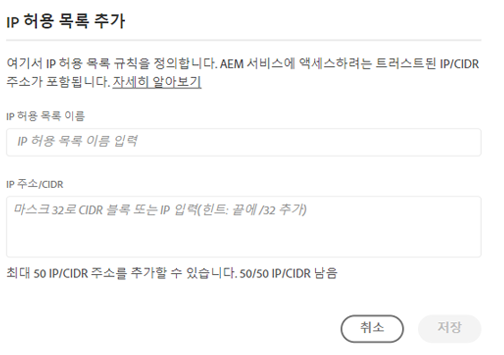 IP 허용 목록 추가
여기서 IP 허용 목록 규칙을 정의합니다. AEM 서비스에 액세스하려는 트러스트된 IP/CIDR
주소가 포함됩니다. 자세히 알아보기
IP 허용 목록 이름
IP 허용 목록 이름 입력
IP 주소/CIDR
마스크 32로 CIDR 블록 또는 IP 입력(힌트: 끝에 /32 추가)
최대 50 IP/CIDR 주소를 추가할 수 있습니다. 50/50 IP/CIDR 남음
취소
저장